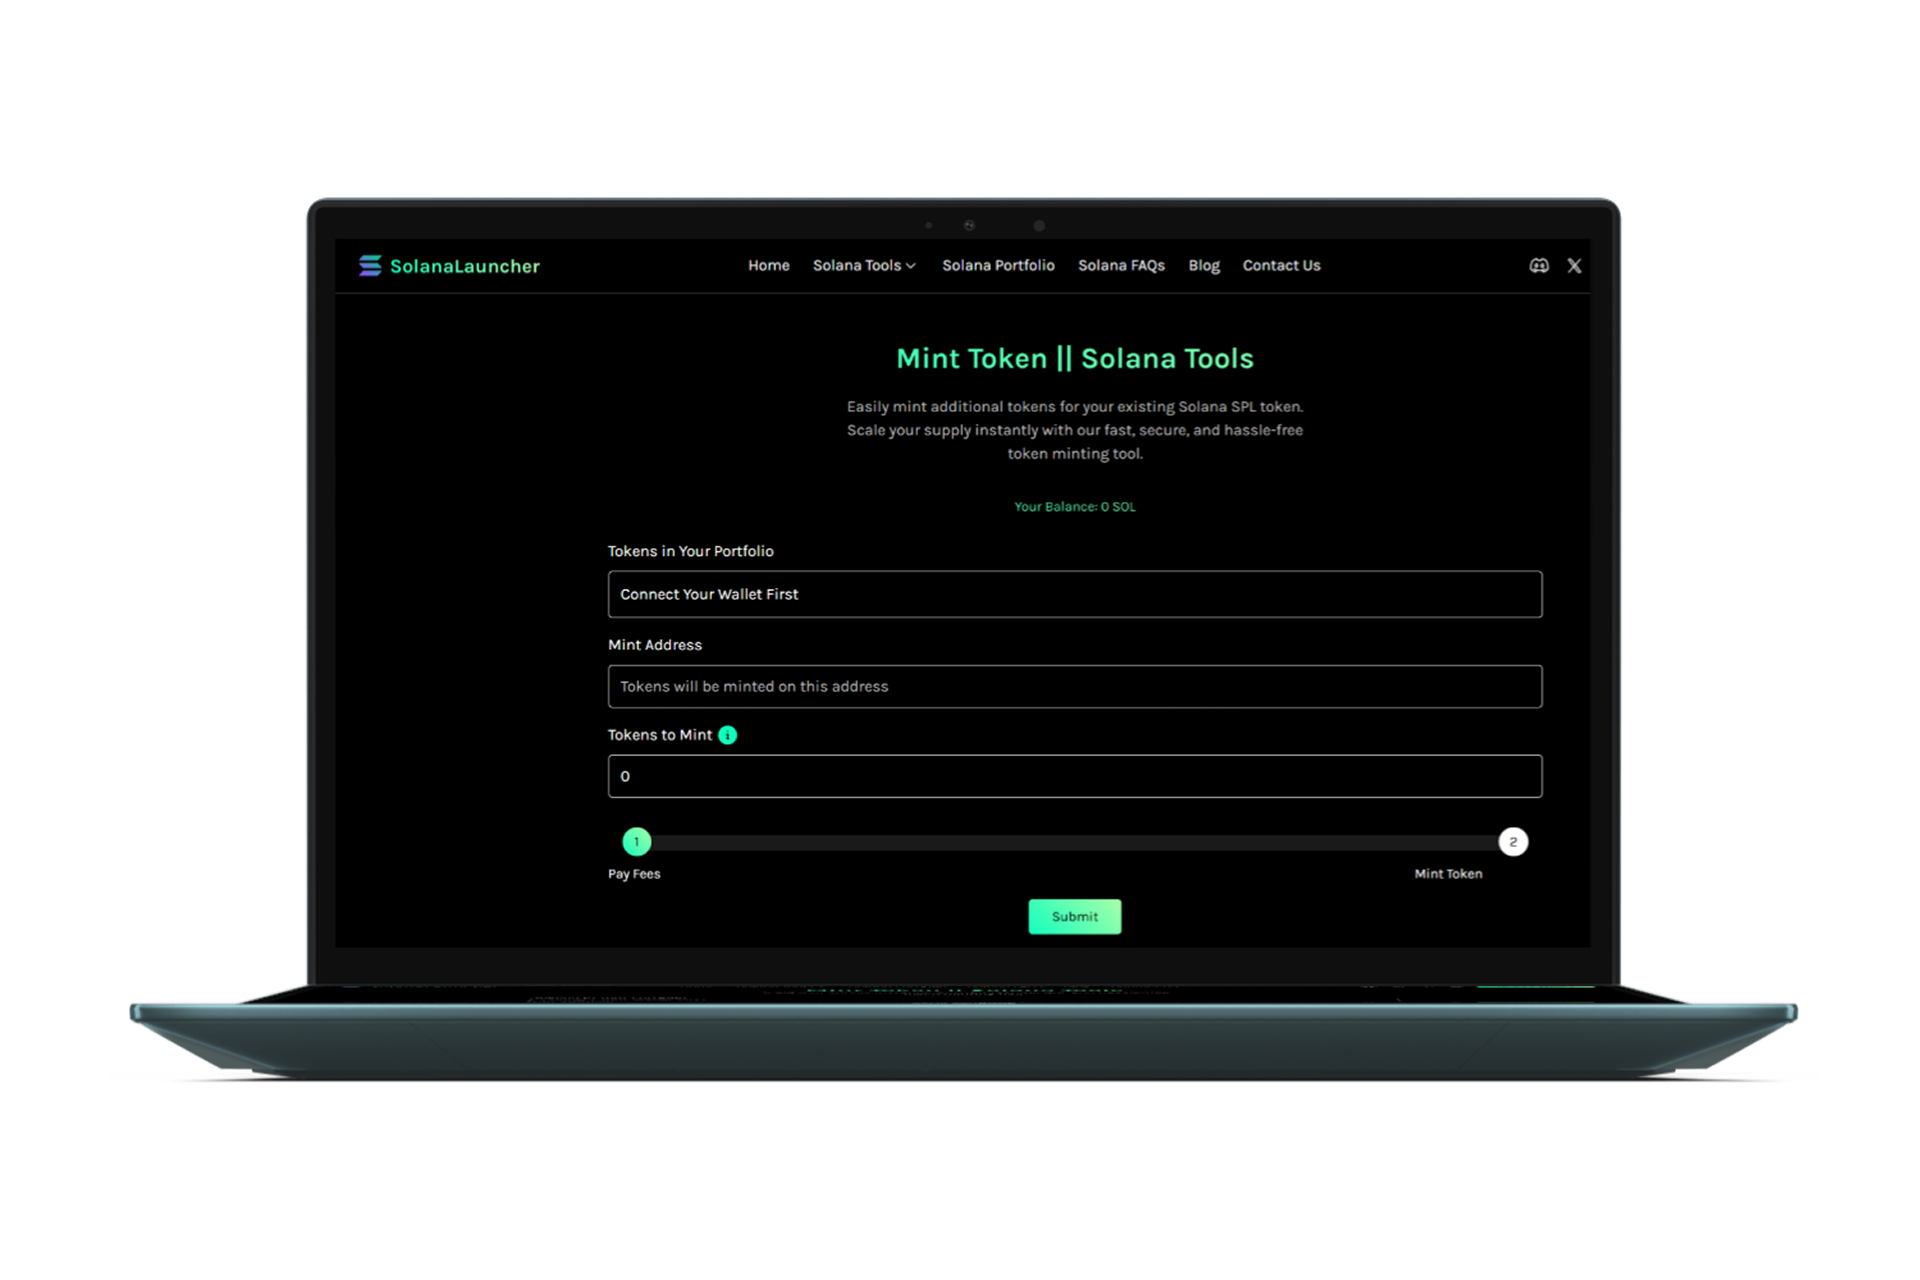 SolanaLauncher
Home Solana Tools Solana Portfolio Solana FAQs Blog Contact Us
Mint Token || Solana Tools
Easily mint additional tokens for your existing Solana SPL token.
Scale your supply instantly with our fast, secure, and hassle-free
token minting tool.
Your Balance: 0 SOL
Tokens in Your Portfolio
Connect Your Wallet First
Mint Address
Tokens will be minted on this address
Tokens to Mint i
0
1 2
Pay Fees Mint Token
Submit